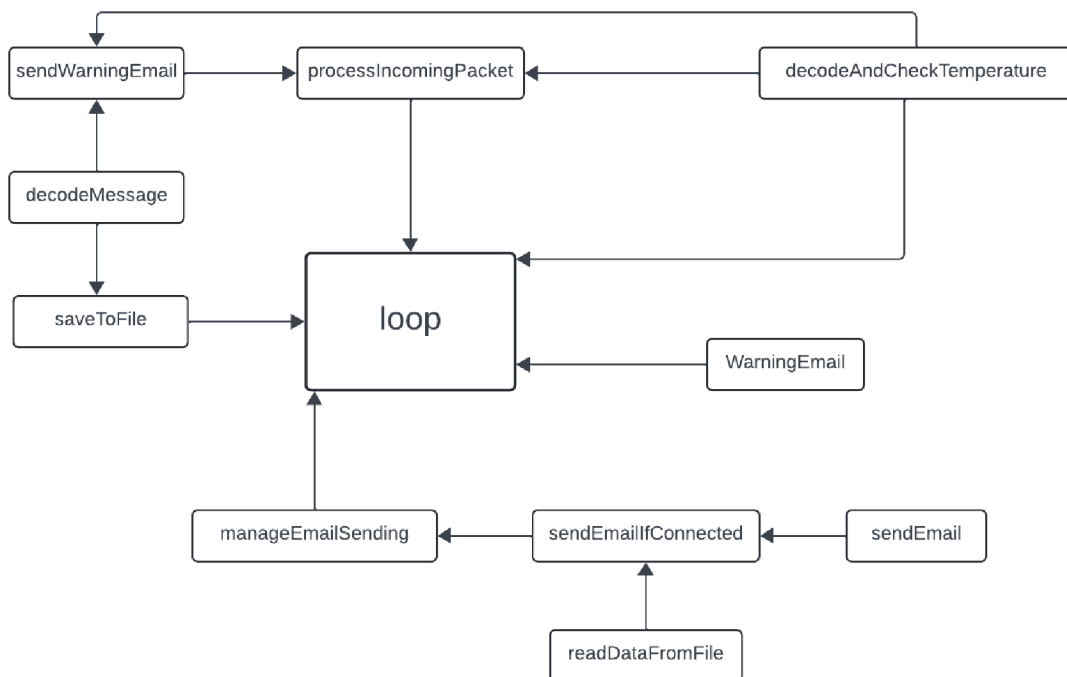 sendWarningEmail
processIncomingPacket
decodeAndCheckTemperature
decodeMessage
saveToFile
loop
WarningEmail
manageEmailSending
sendEmailIfConnected
sendEmail
readDataFromFile